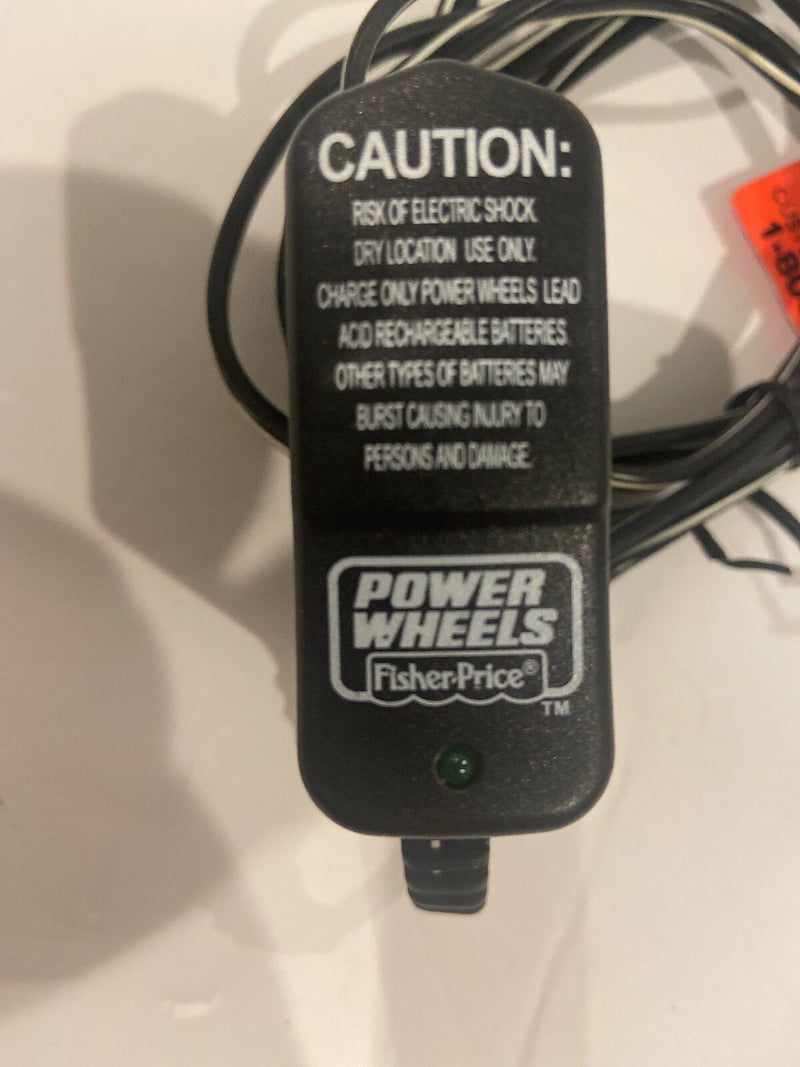 CAUTION:
RISK OF ELECTRIC SHOCK.
DRY LOCATION USE ONLY.
CHARGE ONLY POWER WHEELS LEAD
ACID RECHARGEABLE BATTERIES.
OTHER TYPES OF BATTERIES MAY
BURST CAUSING INJURY TO
PERSONS AND DAMAGE.
POWER
WHEELS
Fisher-Price®
TM